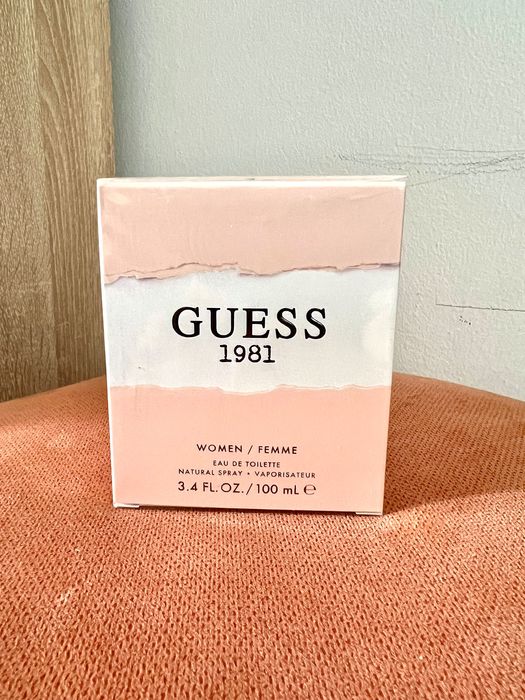 GUESS
1981
WOMEN / FEMME
EAU DE TOILETTE
NATURAL SPRAY • VAPORISATEUR
3.4 FL.OZ./100 mL ℮